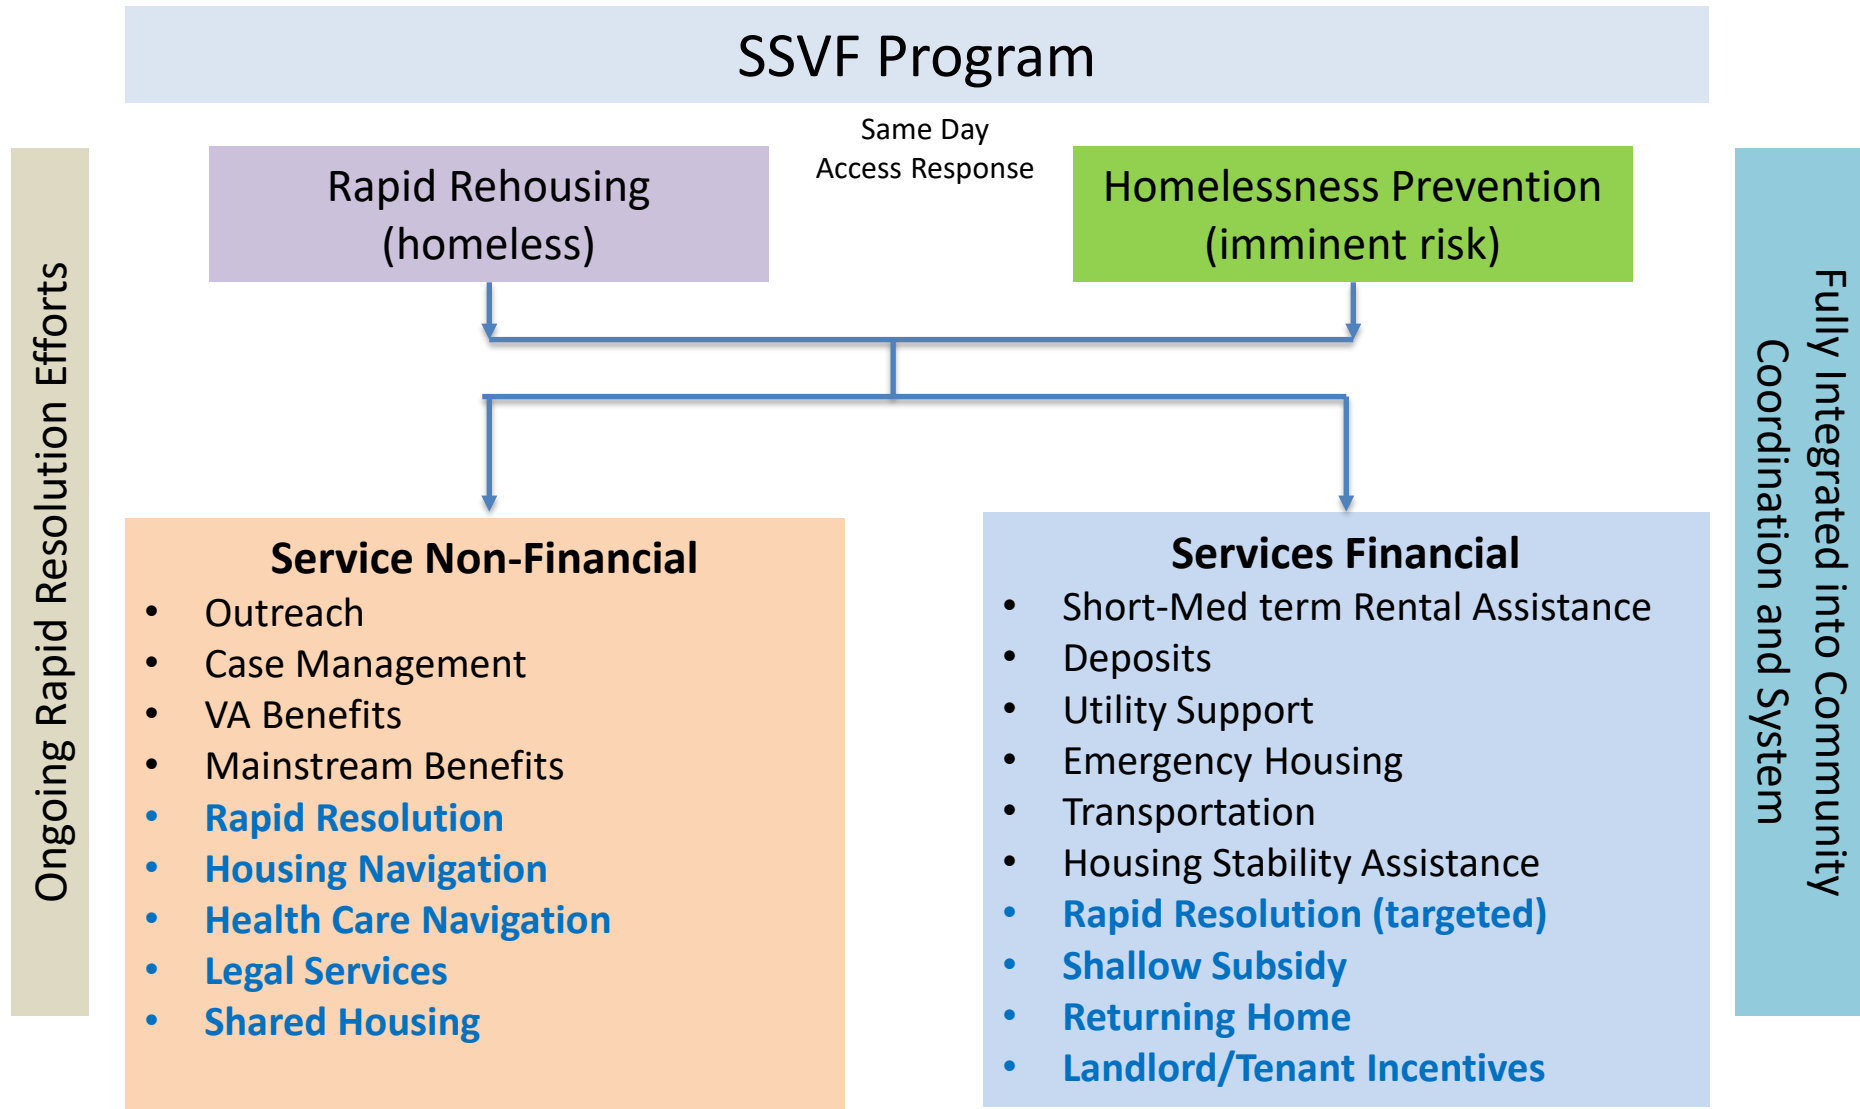 SSVF Program
Same Day
Access Response
Rapid Rehousing
(homeless)
Homelessness Prevention
(imminent risk)
Ongoing Rapid Resolution Efforts
Service Non-Financial
• Outreach
• Case Management
• VA Benefits
• Mainstream Benefits
• Rapid Resolution
• Housing Navigation
• Health Care Navigation
• Legal Services
• Shared Housing
Services Financial
• Short-Med term Rental Assistance
• Deposits
• Utility Support
• Emergency Housing
• Transportation
• Housing Stability Assistance
• Rapid Resolution (targeted)
• Shallow Subsidy
• Returning Home
• Landlord/Tenant Incentives
Fully Integrated into Community
Coordination and System